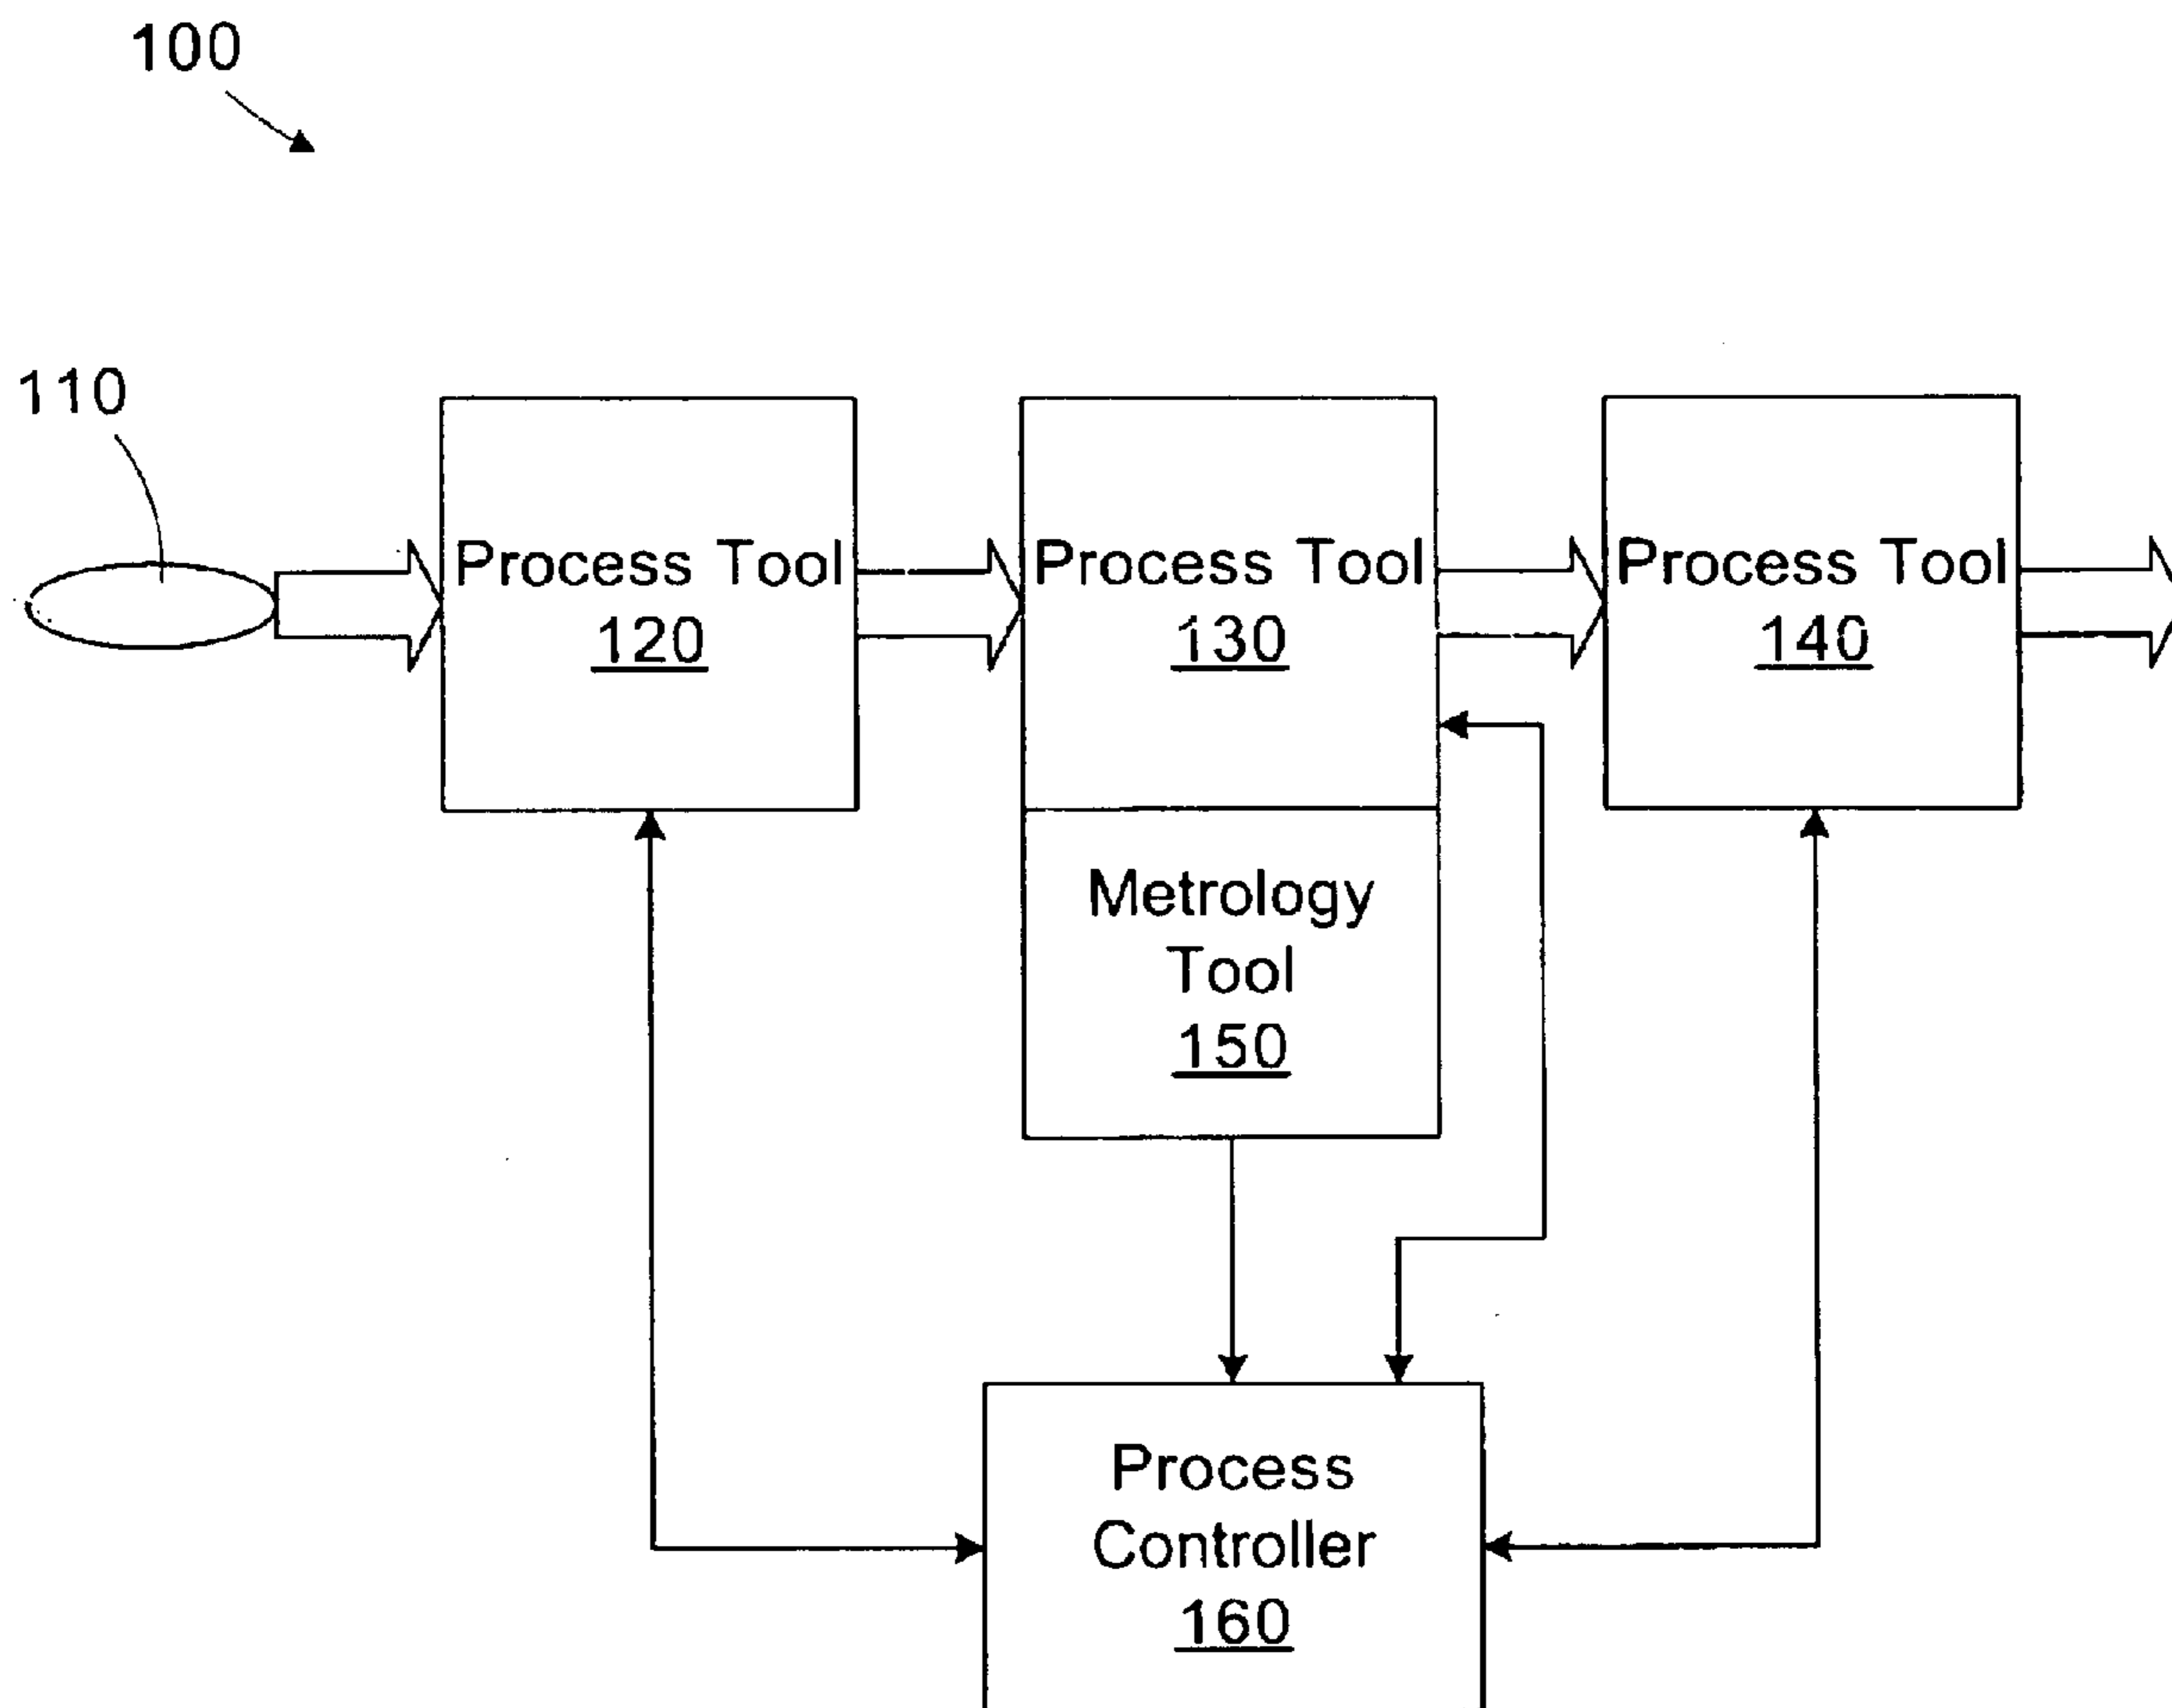 100
110
Process Tool
120
Process Tool
130
Process Tool
140
Metrology
Tool
150
Process
Controller
160